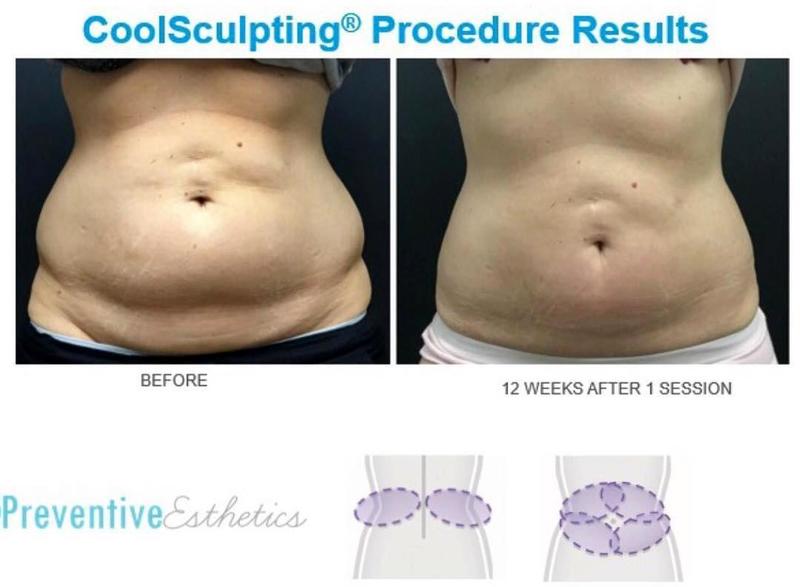 CoolSculpting® Procedure Results
BEFORE
12 WEEKS AFTER 1 SESSION
PreventiveEsthetics